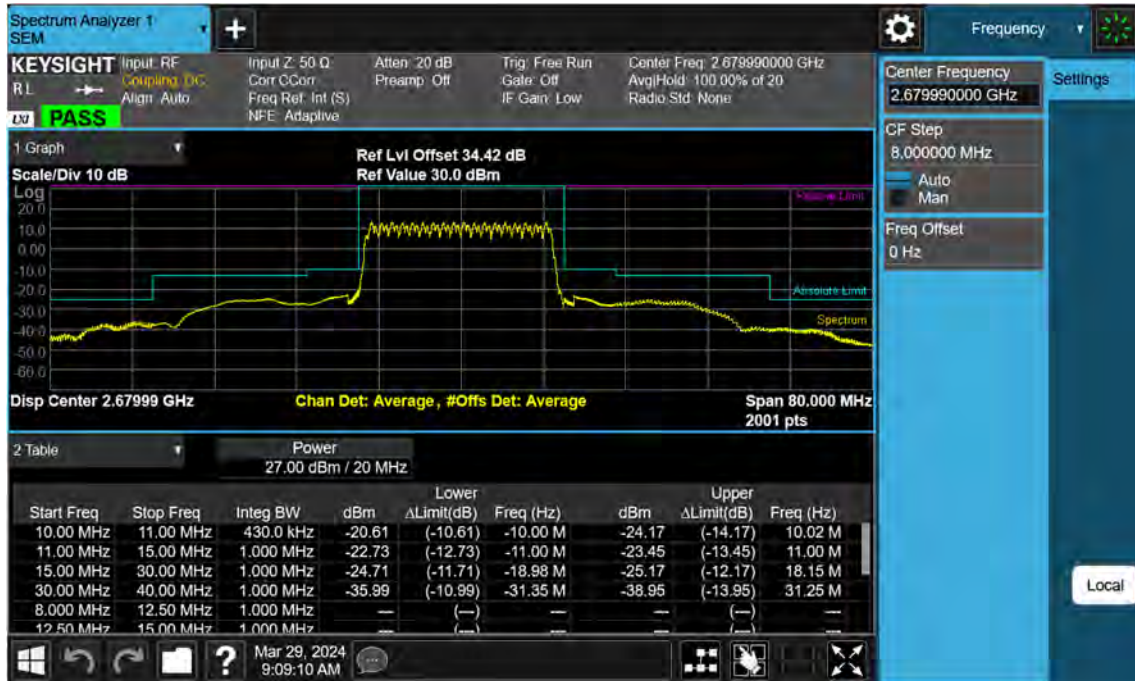 Spectrum Analyzer 1
SEM
Frequency
KEYSIGHT
RL
LXI
PASS
Input: RF
Coupling: DC
Align: Auto
Input Z: 50 Ω
Corr CCorr
Freq Ref: Int (S)
NFE: Adaptive
Atten: 20 dB
Preamp: Off
Trig: Free Run
Gate: Off
IF Gain: Low
Center Freq: 2.679990000 GHz
Avg|Hold: 100.00% of 20
Radio Std: None
Center Frequency
2.679990000 GHz
Settings
CF Step
8.000000 MHz
Auto
Man
Freq Offset
0 Hz
Local
1 Graph
Scale/Div 10 dB
Ref Lvl Offset 34.42 dB
Ref Value 30.0 dBm
Log
20.0
10.0
0.00
-10.0
-20.0
-30.0
-40.0
-50.0
-60.0
Relative Limit
Absolute Limit
Spectrum
Disp Center 2.67999 GHz
Chan Det: Average , #Offs Det: Average
Span 80.000 MHz
2001 pts
2 Table
Power
27.00 dBm / 20 MHz
Lower Upper
Start Freq Stop Freq Integ BW dBm ΔLimit(dB) Freq (Hz) dBm ΔLimit(dB) Freq (Hz)
10.00 MHz 11.00 MHz 430.0 kHz -20.61 (-10.61) -10.00 M -24.17 (-14.17) 10.02 M
11.00 MHz 15.00 MHz 1.000 MHz -22.73 (-12.73) -11.00 M -23.45 (-13.45) 11.00 M
15.00 MHz 30.00 MHz 1.000 MHz -24.71 (-11.71) -18.98 M -25.17 (-12.17) 18.15 M
30.00 MHz 40.00 MHz 1.000 MHz -35.99 (-10.99) -31.35 M -38.95 (-13.95) 31.25 M
8.000 MHz 12.50 MHz 1.000 MHz --- (---) --- --- (---) ---
12.50 MHz 15.00 MHz 1.000 MHz --- (---) --- --- (---) ---
?
Mar 29, 2024
9:09:10 AM